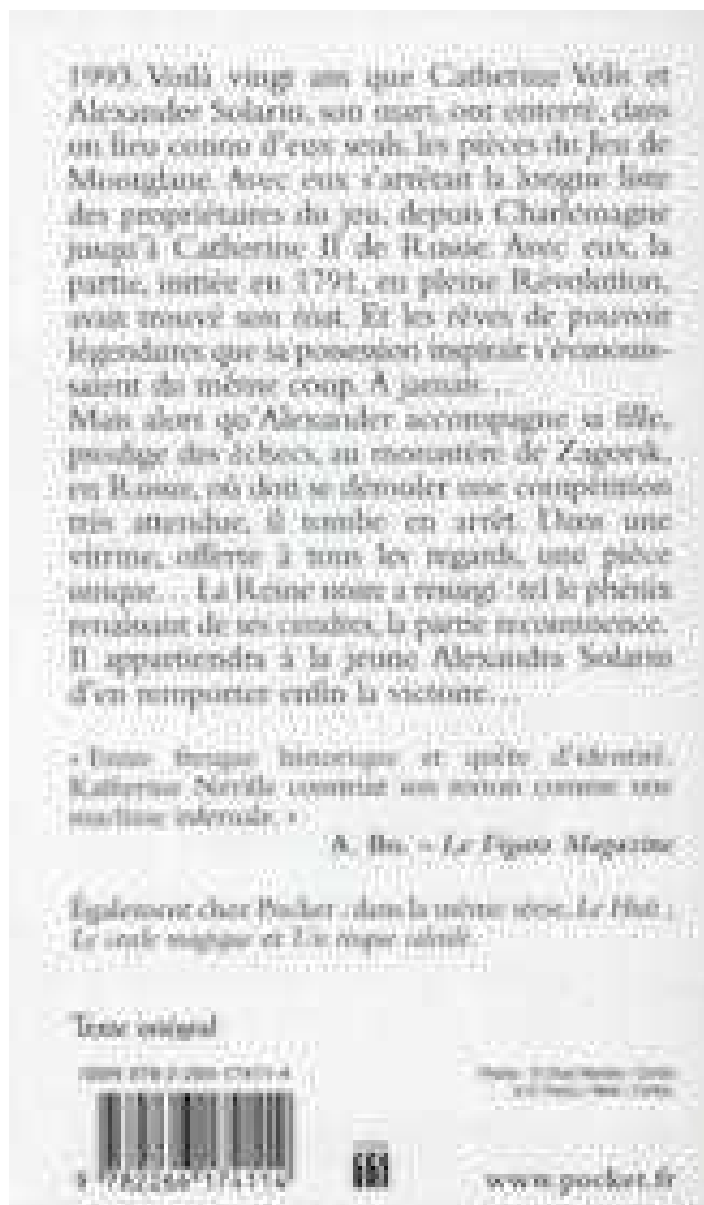 1993. Voilà vingt ans que Catherine Velis et
Alexander Solarin, son mari, ont enterré, dans
un lieu connu d'eux seuls, les pièces du Jeu de
Montglane. Avec eux s'arrêtait la longue liste
des propriétaires du jeu, depuis Charlemagne
jusqu'à Catherine II de Russie. Avec eux, la
partie, initiée en 1791, en pleine Révolution,
avait trouvé son mat. Et les rêves de pouvoir
légendaires que sa possession inspirait s'évanouis-
saient du même coup. À jamais...
Mais alors qu'Alexander accompagne sa fille,
prodige des échecs, au monastère de Zagorsk,
en Russie, où doit se dérouler une compétition
très attendue, il tombe en arrêt. Dans une
vitrine, offerte à tous les regards, une pièce
unique... La Reine noire a resurgi : tel le phénix
renaissant de ses cendres, la partie recommence.
Il appartiendra à la jeune Alexandra Solarin
d'en remporter enfin la victoire...
« Entre fresque historique et quête d'identité,
Katherine Neville construit son roman comme une
machine infernale. »
A. Bn. – Le Figaro Magazine
Également chez Pocket : dans la même série, Le Huit ;
Le cercle magique et Un risque calculé
Texte intégral
www.pocket.fr